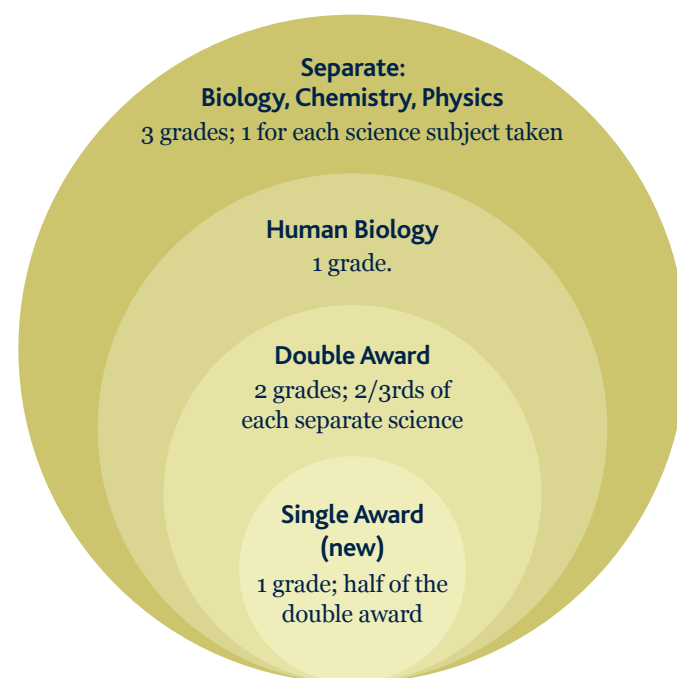 Separate:
Biology, Chemistry, Physics
3 grades; 1 for each science subject taken
Human Biology
1 grade.
Double Award
2 grades; 2/3rds of
each separate science
Single Award
(new)
1 grade; half of the
double award